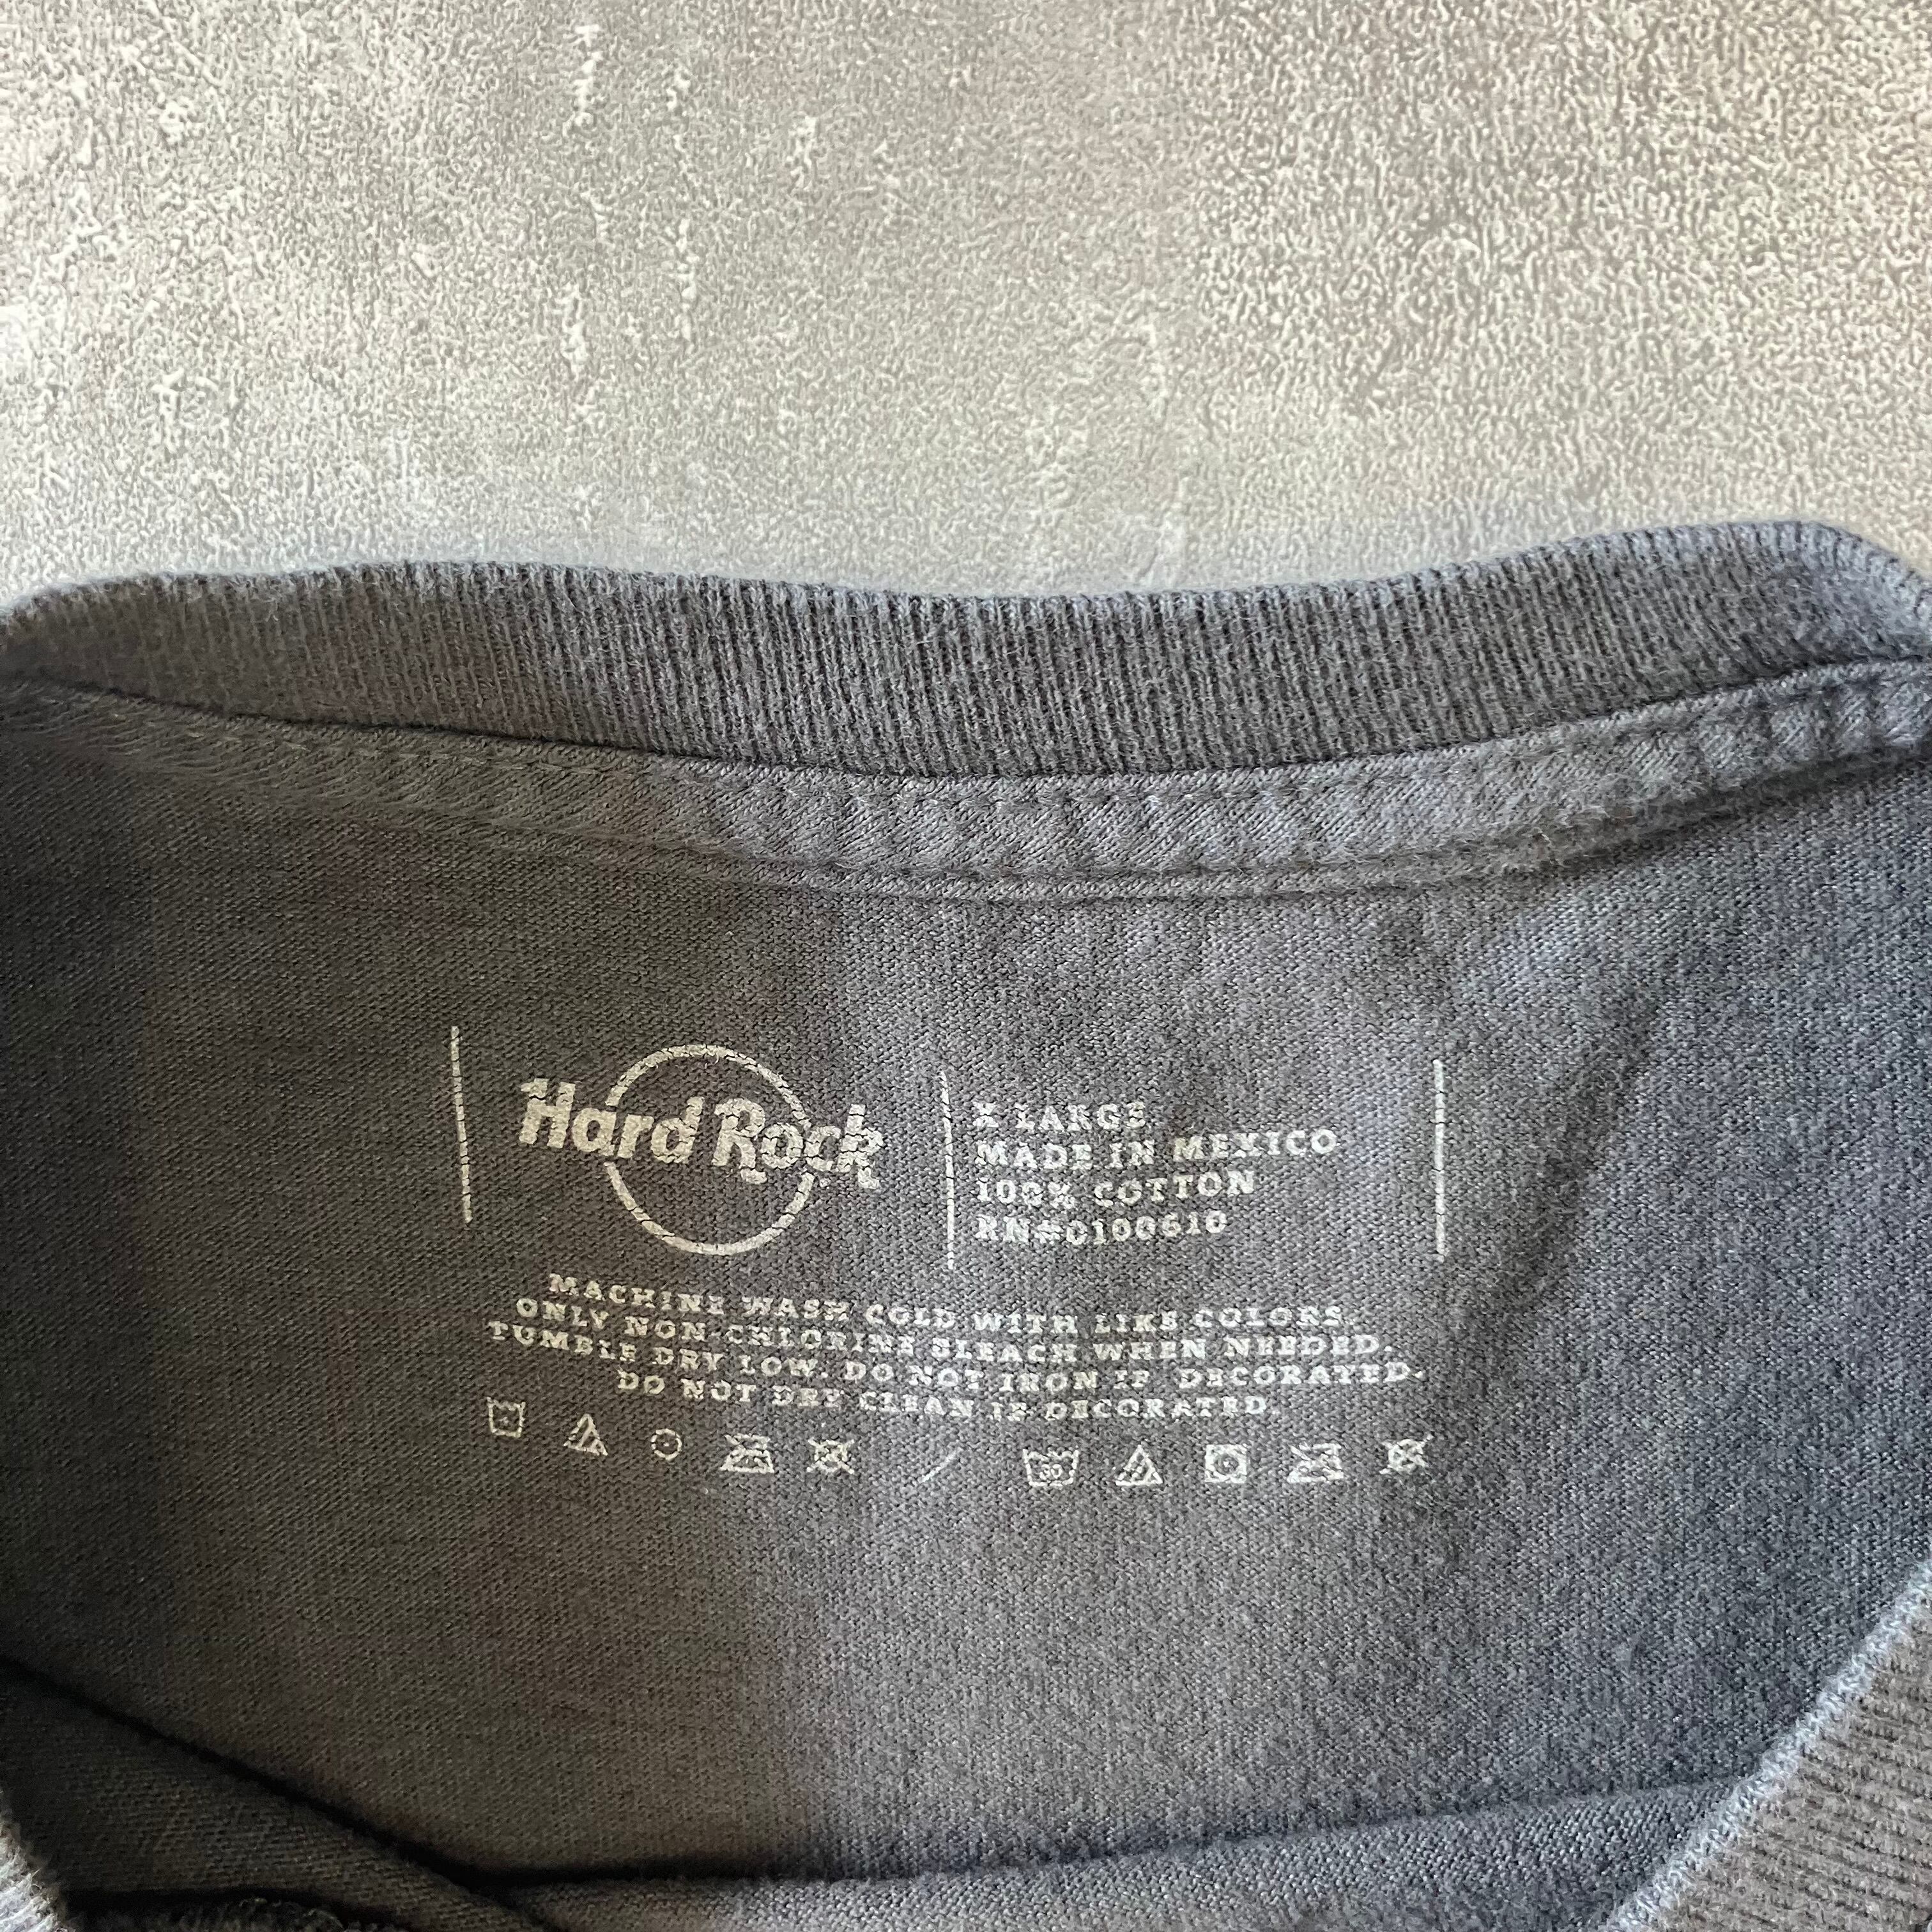 Hard Rock
X LARGE
MADE IN MEXICO
100% COTTON
RN#0100610
MACHINE WASH COLD WITH LIKE COLORS.
ONLY NON-CHLORINE BLEACH WHEN NEEDED.
TUMBLE DRY LOW. DO NOT IRON IF DECORATED.
DO NOT DRY CLEAN IF DECORATED.
30